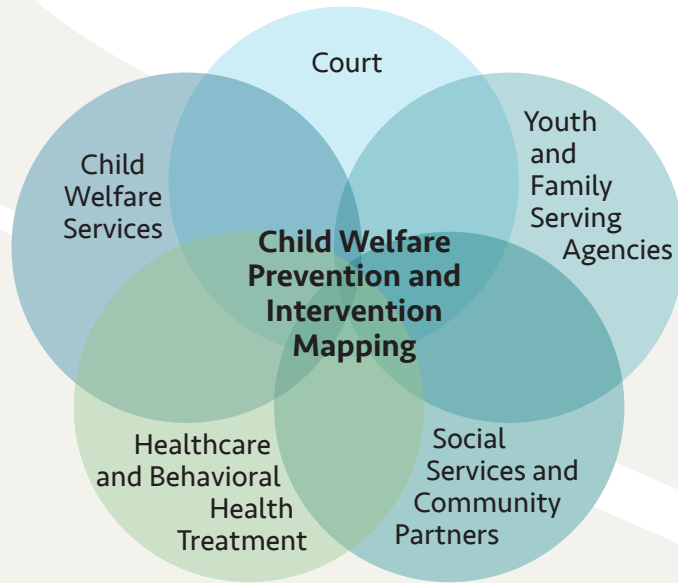 Court
Child
Welfare
Services
Youth
and
Family
Serving
Agencies
Child Welfare
Prevention and
Intervention
Mapping
Healthcare
and Behavioral
Health
Treatment
Social
Services and
Community
Partners